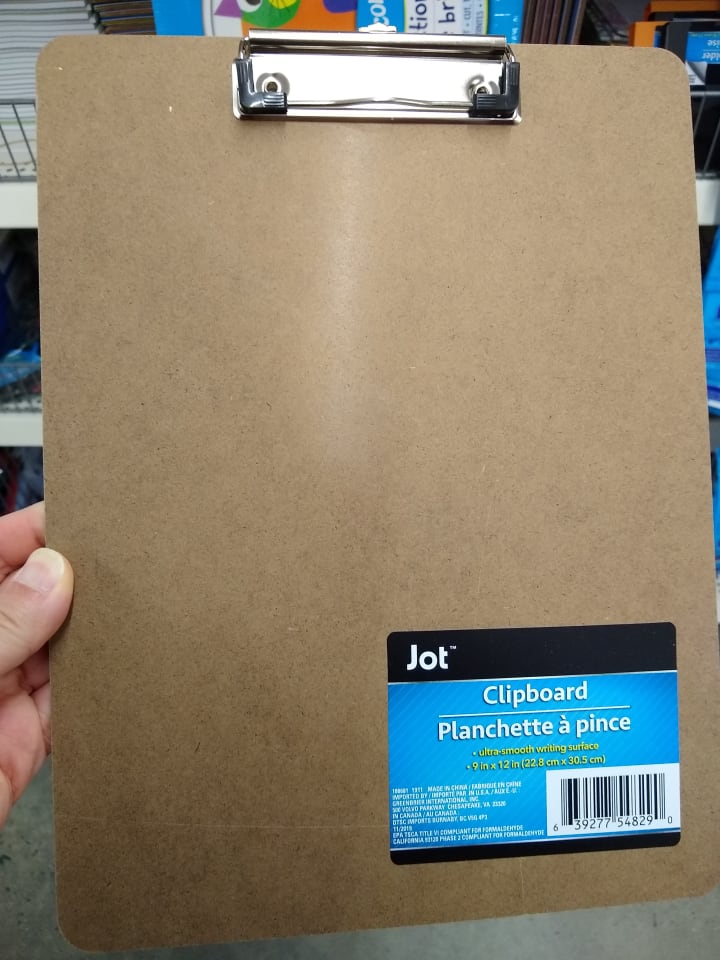 Jot™
Clipboard
Planchette à pince
• ultra-smooth writing surface
• 9 in x 12 in (22.8 cm x 30.5 cm)
MADE IN CHINA / FABRIQUÉ EN CHINE
IMPORTED BY / IMPORTÉ PAR IN U.S.A. / AUX É.-U.
GREENBRIER INTERNATIONAL, INC.
500 VOLVO PARKWAY CHESAPEAKE, VA 23320
IN CANADA / AU CANADA
DTSC IMPORTS BURNABY, BC V5G 4P3
11/2019
EPA TSCA TITLE VI COMPLIANT FOR FORMALDEHYDE
CALIFORNIA 93120 PHASE 2 COMPLIANT FOR FORMALDEHYDE
6 39277 54829 0